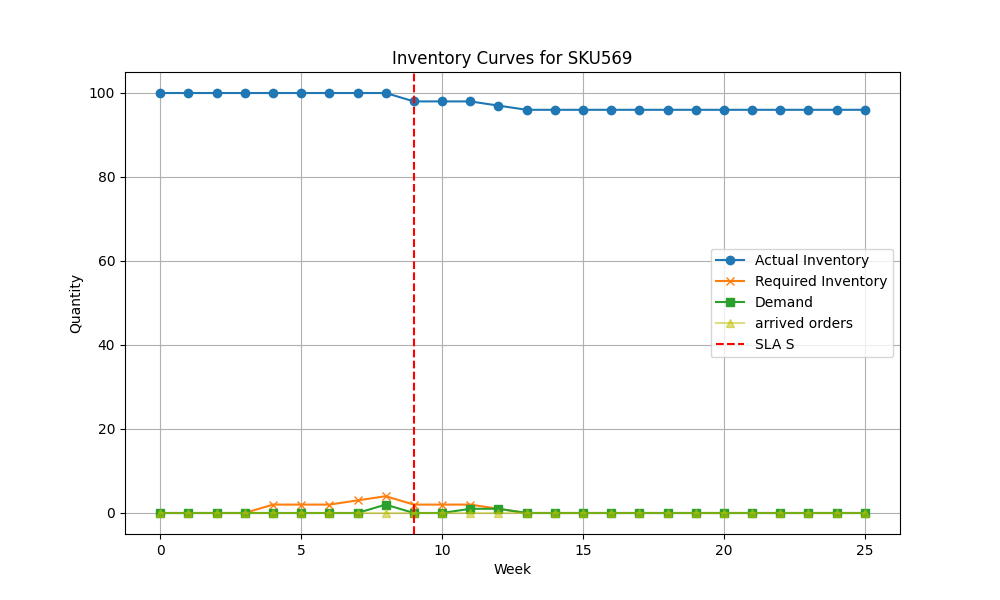 Inventory Curves for SKU569
Quantity
100
80
60
40
20
0
Actual Inventory
Required Inventory
Demand
arrived orders
SLA S
0 5 10 15 20 25
Week